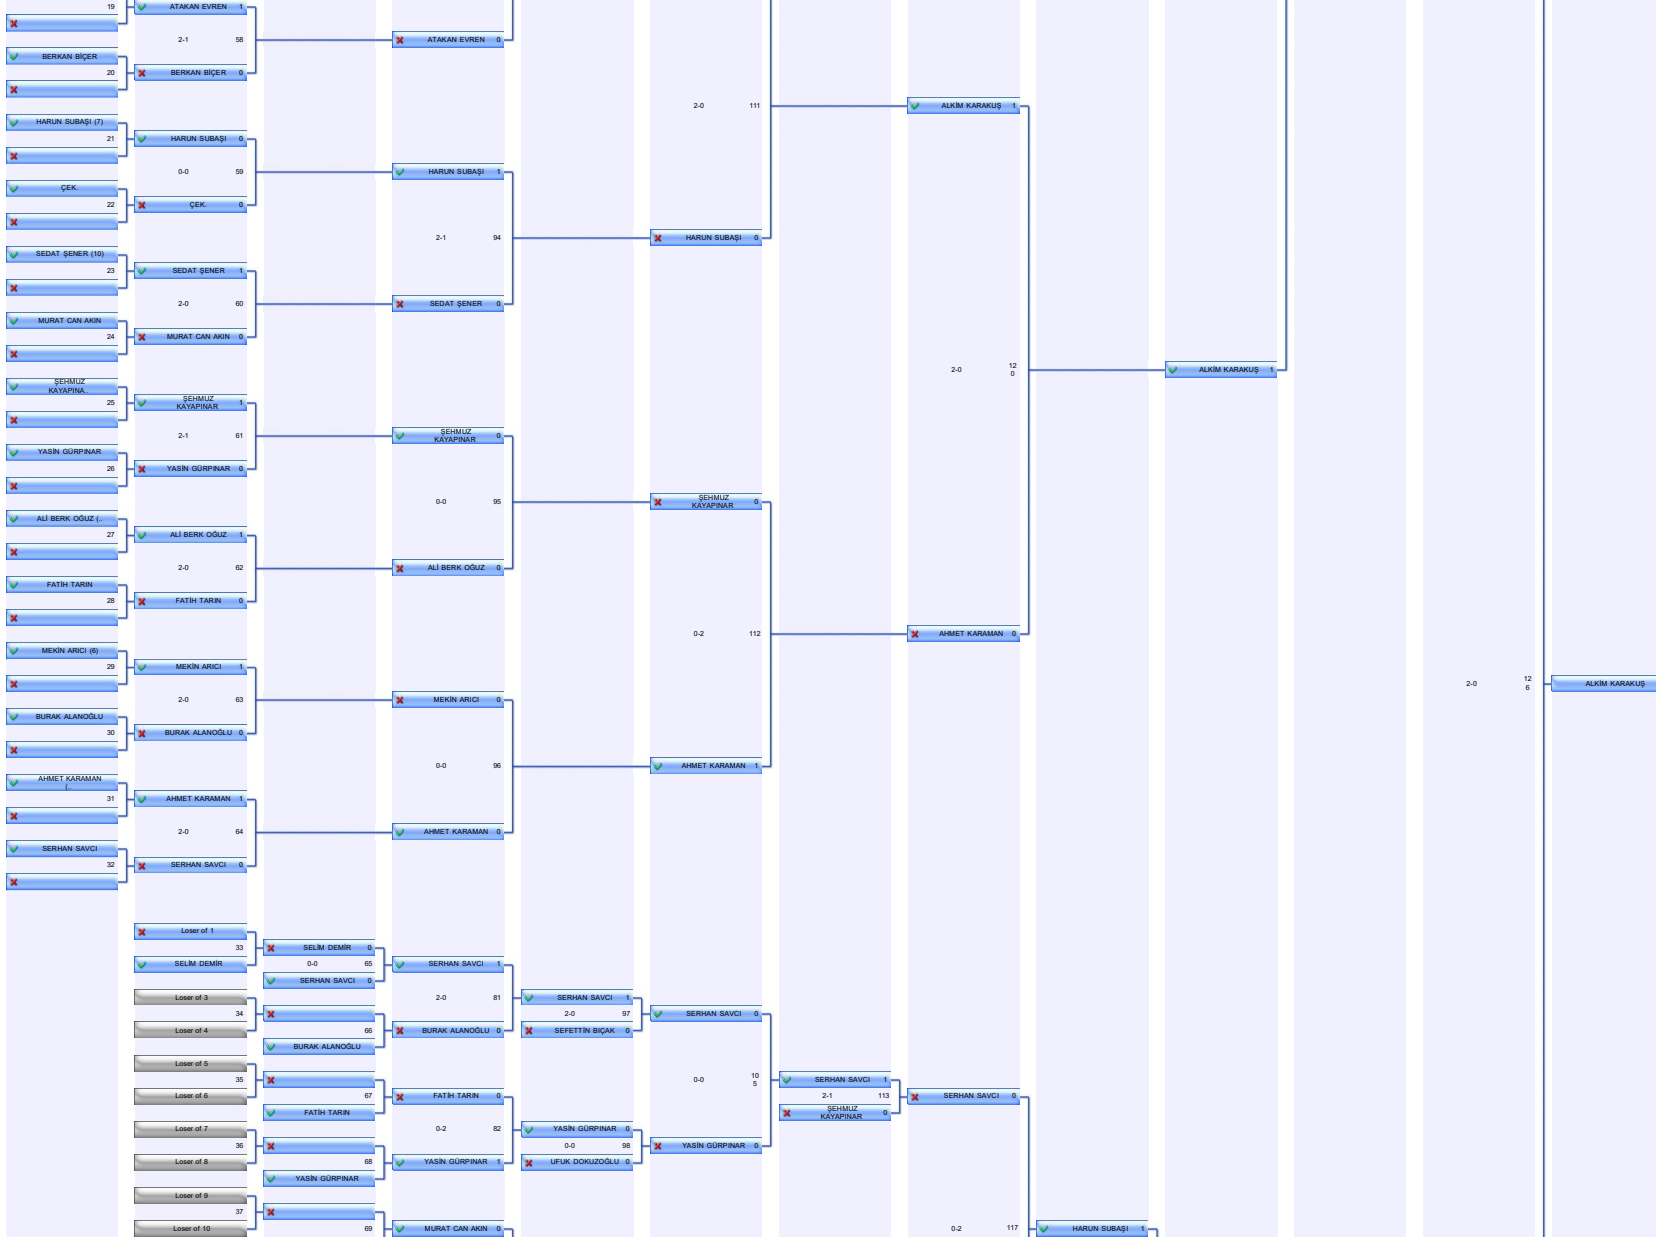 19
ATAKAN EVREN 1
2-1 58
ATAKAN EVREN 0
BERKAN BİÇER
20
BERKAN BİÇER 0
2-0 111
ALKİM KARAKUŞ 1
HARUN SUBAŞI (7)
21
HARUN SUBAŞI 0
0-0 59
HARUN SUBAŞI 1
ÇEK.
22
ÇEK. 0
2-1 94
HARUN SUBAŞI 0
SEDAT ŞENER (10)
23
SEDAT ŞENER 1
2-0 60
SEDAT ŞENER 0
MURAT CAN AKIN
24
MURAT CAN AKIN 0
2-0 12
0
ALKİM KARAKUŞ 1
ŞEHMUZ
KAYAPINA..
25
ŞEHMUZ
KAYAPINAR 1
2-1 61
ŞEHMUZ
KAYAPINAR 0
YASİN GÜRPINAR
26
YASİN GÜRPINAR 0
0-0 95
ŞEHMUZ
KAYAPINAR 0
ALİ BERK OĞUZ (..
27
ALİ BERK OĞUZ 1
2-0 62
ALİ BERK OĞUZ 0
FATİH TARIN
28
FATİH TARIN 0
0-2 112
AHMET KARAMAN 0
MEKİN ARICI (6)
29
MEKİN ARICI 1
2-0 63
MEKİN ARICI 0
2-0 12
6
ALKİM KARAKUŞ
BURAK ALANOĞLU
30
BURAK ALANOĞLU 0
0-0 96
AHMET KARAMAN 1
AHMET KARAMAN
(..
31
AHMET KARAMAN 1
2-0 64
AHMET KARAMAN 0
SERHAN SAVCI
32
SERHAN SAVCI 0
Loser of 1
33
SELİM DEMİR 0
SELİM DEMİR
0-0 65
SERHAN SAVCI 1
SERHAN SAVCI 0
Loser of 3
2-0 81
SERHAN SAVCI 1
34
2-0 97
SERHAN SAVCI 0
Loser of 4
66
BURAK ALANOĞLU 0
SEFETTİN BIÇAK 0
BURAK ALANOĞLU
Loser of 5
35
0-0 10
5
SERHAN SAVCI 1
Loser of 6
67
FATİH TARIN 0
2-1 113
SERHAN SAVCI 0
FATİH TARIN
ŞEHMUZ
KAYAPINAR 0
Loser of 7
0-2 82
YASİN GÜRPINAR 0
36
0-0 98
YASİN GÜRPINAR 0
Loser of 8
68
YASİN GÜRPINAR 1
UFUK DOKUZOĞLU 0
YASİN GÜRPINAR
Loser of 9
37
Loser of 10
69
MURAT CAN AKIN 0
0-2 117
HARUN SUBAŞI 1